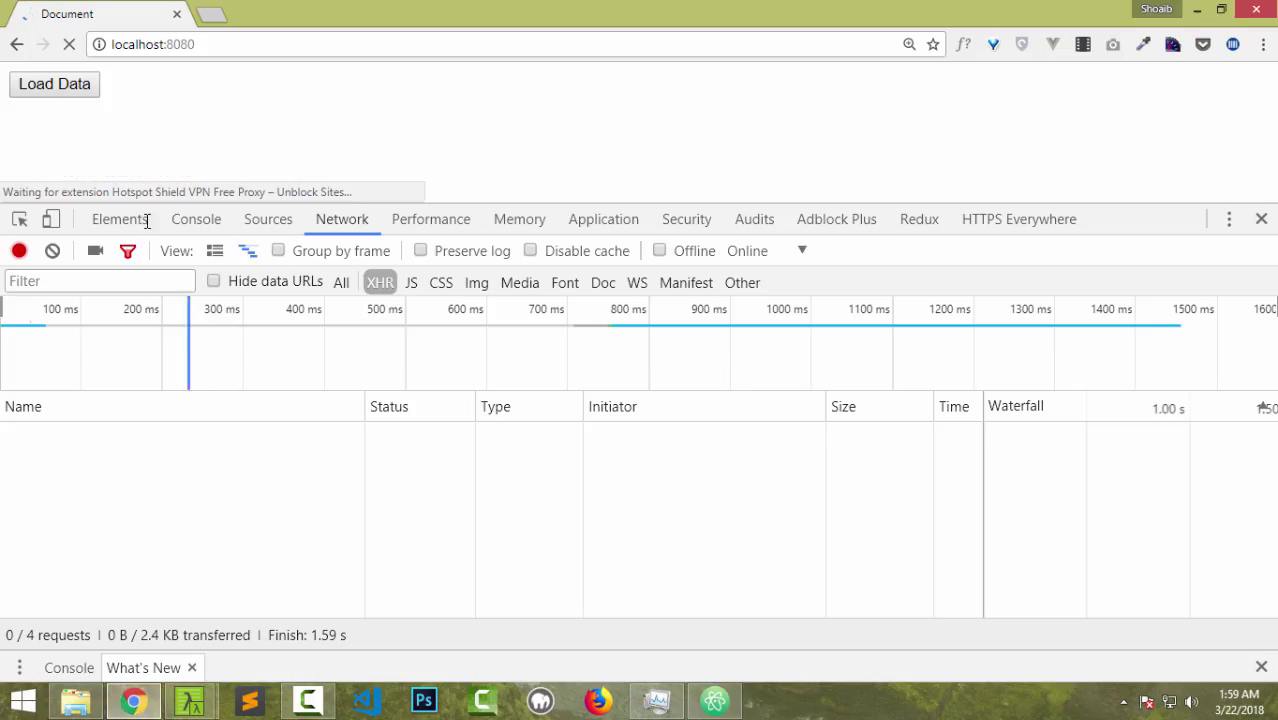 Document
Shoaib
localhost:8080
f?
Load Data
Waiting for extension Hotspot Shield VPN Free Proxy – Unblock Sites...
Elements Console Sources Network Performance Memory Application Security Audits Adblock Plus Redux HTTPS Everywhere
View: Group by frame Preserve log Disable cache Offline Online
Filter Hide data URLs All XHR JS CSS Img Media Font Doc WS Manifest Other
100 ms 200 ms 300 ms 400 ms 500 ms 600 ms 700 ms 800 ms 900 ms 1000 ms 1100 ms 1200 ms 1300 ms 1400 ms 1500 ms 1600
Name Status Type Initiator Size Time Waterfall 1.00 s 1.50
0 / 4 requests | 0 B / 2.4 KB transferred | Finish: 1.59 s
Console What's New
Ps
1:59 AM
3/22/2018